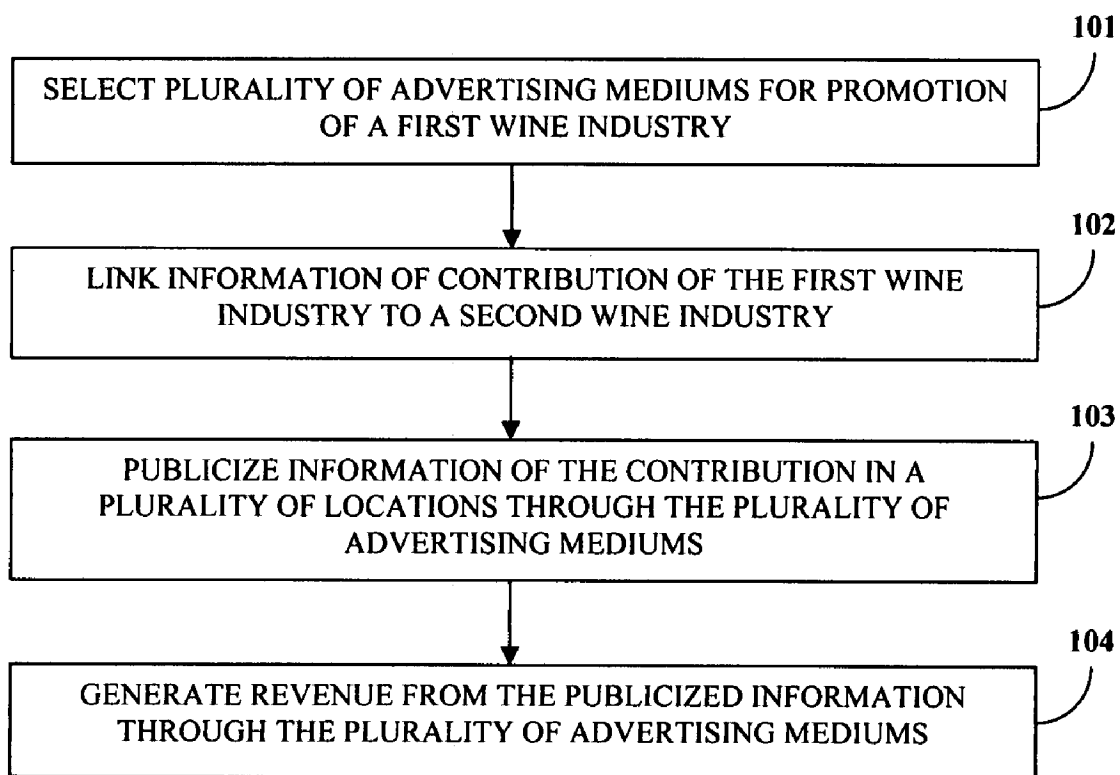 101
SELECT PLURALITY OF ADVERTISING MEDIUMS FOR PROMOTION
OF A FIRST WINE INDUSTRY
102
LINK INFORMATION OF CONTRIBUTION OF THE FIRST WINE
INDUSTRY TO A SECOND WINE INDUSTRY
103
PUBLICIZE INFORMATION OF THE CONTRIBUTION IN A
PLURALITY OF LOCATIONS THROUGH THE PLURALITY OF
ADVERTISING MEDIUMS
104
GENERATE REVENUE FROM THE PUBLICIZED INFORMATION
THROUGH THE PLURALITY OF ADVERTISING MEDIUMS